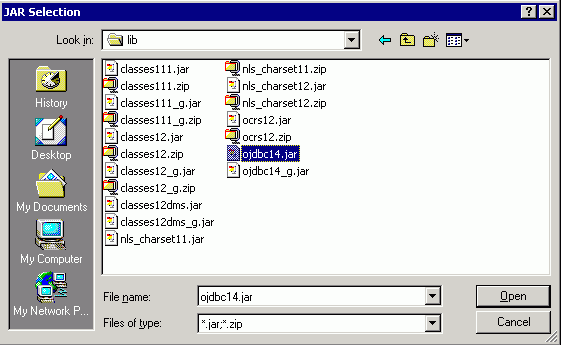 JAR Selection
Look in: lib
History
Desktop
My Documents
My Computer
My Network P...
classes111.jar
classes111.zip
classes111_g.jar
classes111_g.zip
classes12.jar
classes12.zip
classes12_g.jar
classes12_g.zip
classes12dms.jar
classes12dms_g.jar
nls_charset11.jar
nls_charset11.zip
nls_charset12.jar
nls_charset12.zip
ocrs12.jar
ocrs12.zip
ojdbc14.jar
ojdbc14_g.jar
File name: ojdbc14.jar
Open
Files of type: *.jar;*.zip
Cancel